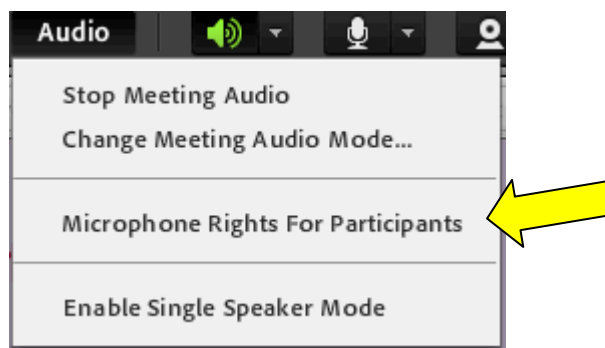 Audio
Stop Meeting Audio
Change Meeting Audio Mode...
Microphone Rights For Participants
Enable Single Speaker Mode